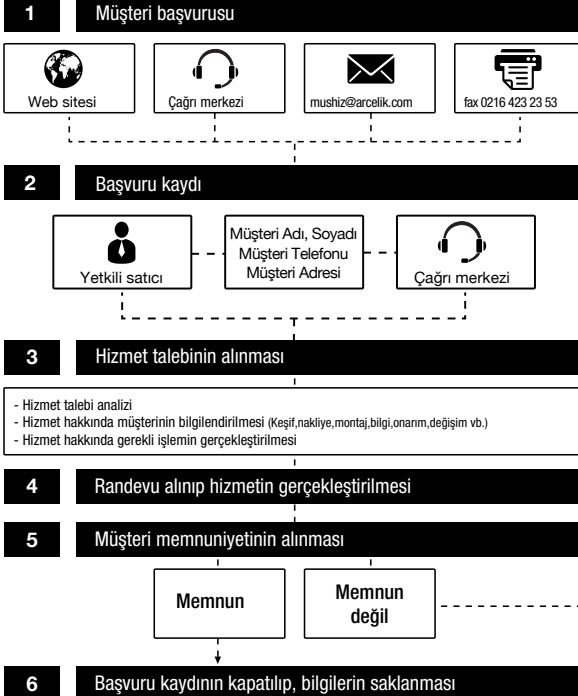 1 Müşteri başvurusu
Web sitesi
Çağrı merkezi
mushiz@arcelik.com
fax 0216 423 23 53
2 Başvuru kaydı
Yetkili satıcı
Müşteri Adı, Soyadı
Müşteri Telefonu
Müşteri Adresi
Çağrı merkezi
3 Hizmet talebinin alınması
- Hizmet talebi analizi
- Hizmet hakkında müşterinin bilgilendirilmesi (Keşif,nakliye,montaj,bilgi,onarım,değişim vb.)
- Hizmet hakkında gerekli işlemin gerçekleştirilmesi
4 Randevu alınıp hizmetin gerçekleştirilmesi
5 Müşteri memnuniyetinin alınması
Memnun
Memnun
değil
6 Başvuru kaydının kapatılıp, bilgilerin saklanması